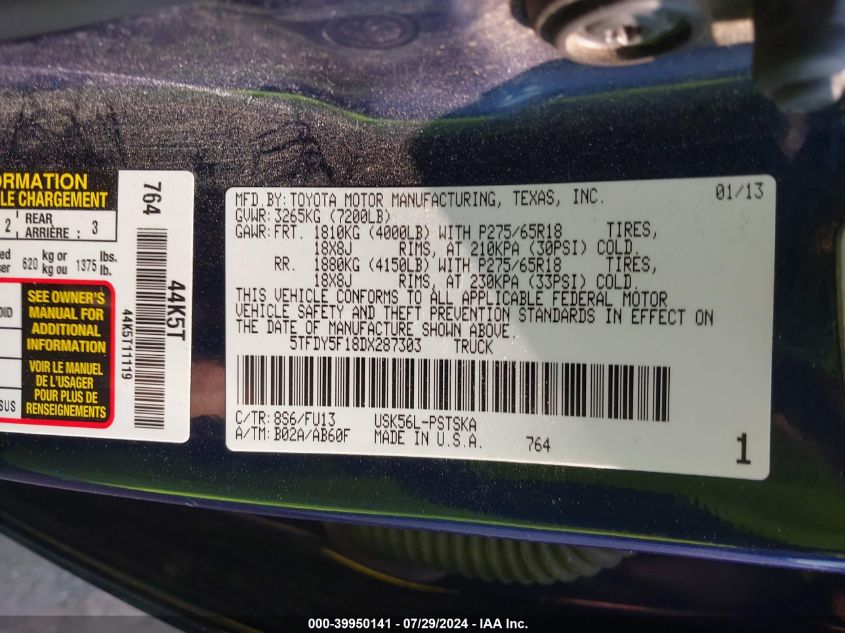 ORMATION
LE CHARGEMENT
2 REAR ARRIÈRE : 3
620 kg or kg ou 1375 lbs. lb.
SEE OWNER'S
MANUAL FOR
ADDITIONAL
INFORMATION
VOIR LE MANUEL
DE L'USAGER
POUR PLUS DE
RENSEIGNEMENTS
764
44K5T
44K5T11119
MFD.BY:TOYOTA MOTOR MANUFACTURING, TEXAS, INC. 01/13
GVWR: 3265KG (7200LB)
GAWR: FRT. 1810KG (4000LB) WITH P275/65R18 TIRES,
18X8J RIMS, AT 210KPA (30PSI) COLD.
RR. 1880KG (4150LB) WITH P275/65R18 TIRES,
18X8J RIMS, AT 230KPA (33PSI) COLD.
THIS VEHICLE CONFORMS TO ALL APPLICABLE FEDERAL MOTOR
VEHICLE SAFETY AND THEFT PREVENTION STANDARDS IN EFFECT ON
THE DATE OF MANUFACTURE SHOWN ABOVE.
5TFDY5F18DX287303 TRUCK
C/TR: 8S6/FU13 USK56L-PSTSKA
A/TM: B02A/AB60F MADE IN U.S.A. 764
1
000-39950141 - 07/29/2024 - IAA Inc.